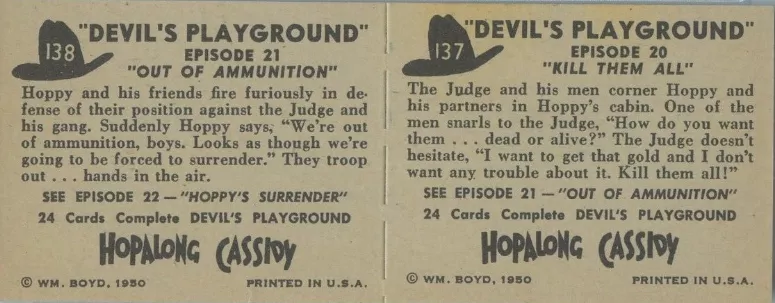 138
"DEVIL'S PLAYGROUND"
EPISODE 21
"OUT OF AMMUNITION"
Hoppy and his friends fire furiously in de-
fense of their position against the Judge and
his gang. Suddenly Hoppy says, "We're out
of ammunition, boys. Looks as though we're
going to be forced to surrender." They troop
out . . . hands in the air.
SEE EPISODE 22 — "HOPPY'S SURRENDER"
24 Cards Complete DEVIL'S PLAYGROUND
HOPALONG CASSIDY
© WM. BOYD, 1950 PRINTED IN U.S.A.
137
"DEVIL'S PLAYGROUND"
EPISODE 20
"KILL THEM ALL"
The Judge and his men corner Hoppy and
his partners in Hoppy's cabin. One of the
men snarls to the Judge, "How do you want
them . . . dead or alive?" The Judge doesn't
hesitate, "I want to get that gold and I don't
want any trouble about it. Kill them all!"
SEE EPISODE 21 — "OUT OF AMMUNITION"
24 Cards Complete DEVIL'S PLAYGROUND
HOPALONG CASSIDY
© WM. BOYD, 1950 PRINTED IN U.S.A.